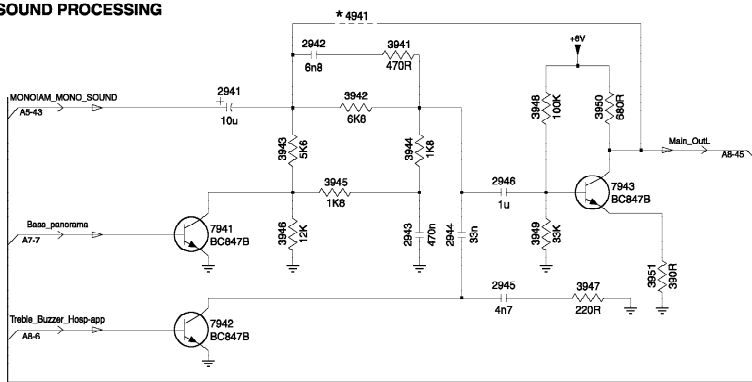 SOUND PROCESSING
* 4941
2942
6n8
3941
470R
+8V
2941
10u
MONO/AM_MONO_SOUND
A5-43
3942
6K8
3948
100K
3950
680R
3943
5K6
3944
1K8
Main_OutL
A8-45
3945
1K8
2946
1u
7943
BC847B
Bass_panorama
A7-7
7941
BC847B
3946
12K
2943
470n
2944
33n
3949
33K
3951
390R
2945
4n7
3947
220R
Treble_Buzzer_Hosp-app
A8-6
7942
BC847B